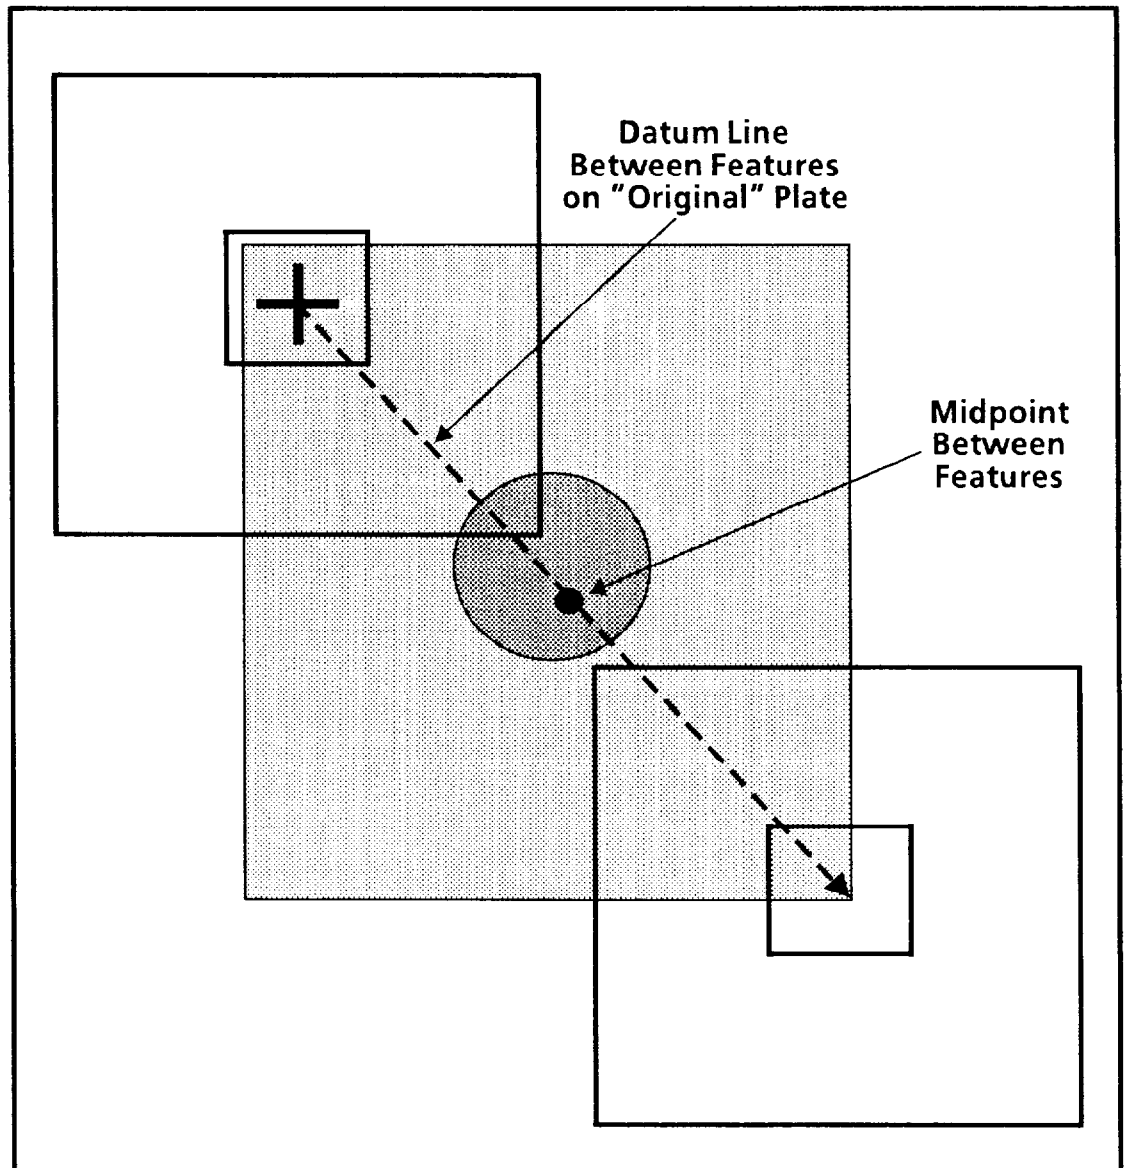 Datum Line
Between Features
on "Original" Plate
Midpoint
Between
Features